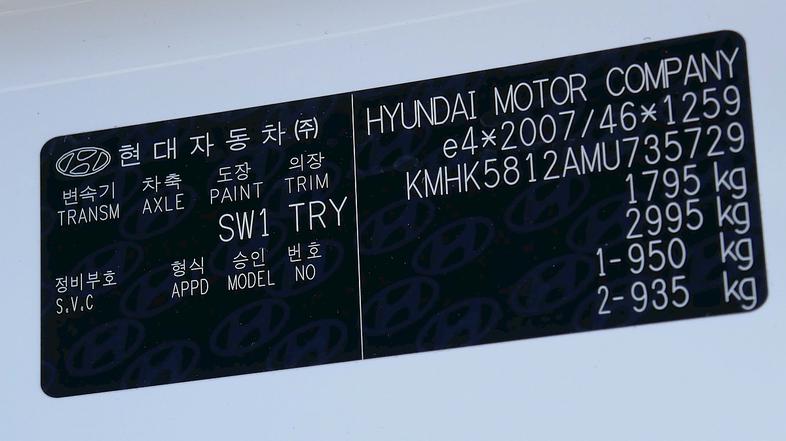 현대자동차(주)
변속기 차축 도장 의장
TRANSM AXLE PAINT TRIM
SW1 TRY
정비부호 형식 승인 번호
S.V.C APPD MODEL NO
HYUNDAI MOTOR COMPANY
e4*2007/46*1259
KMHK5812AMU735729
1795 kg
2995 kg
1-950 kg
2-935 kg